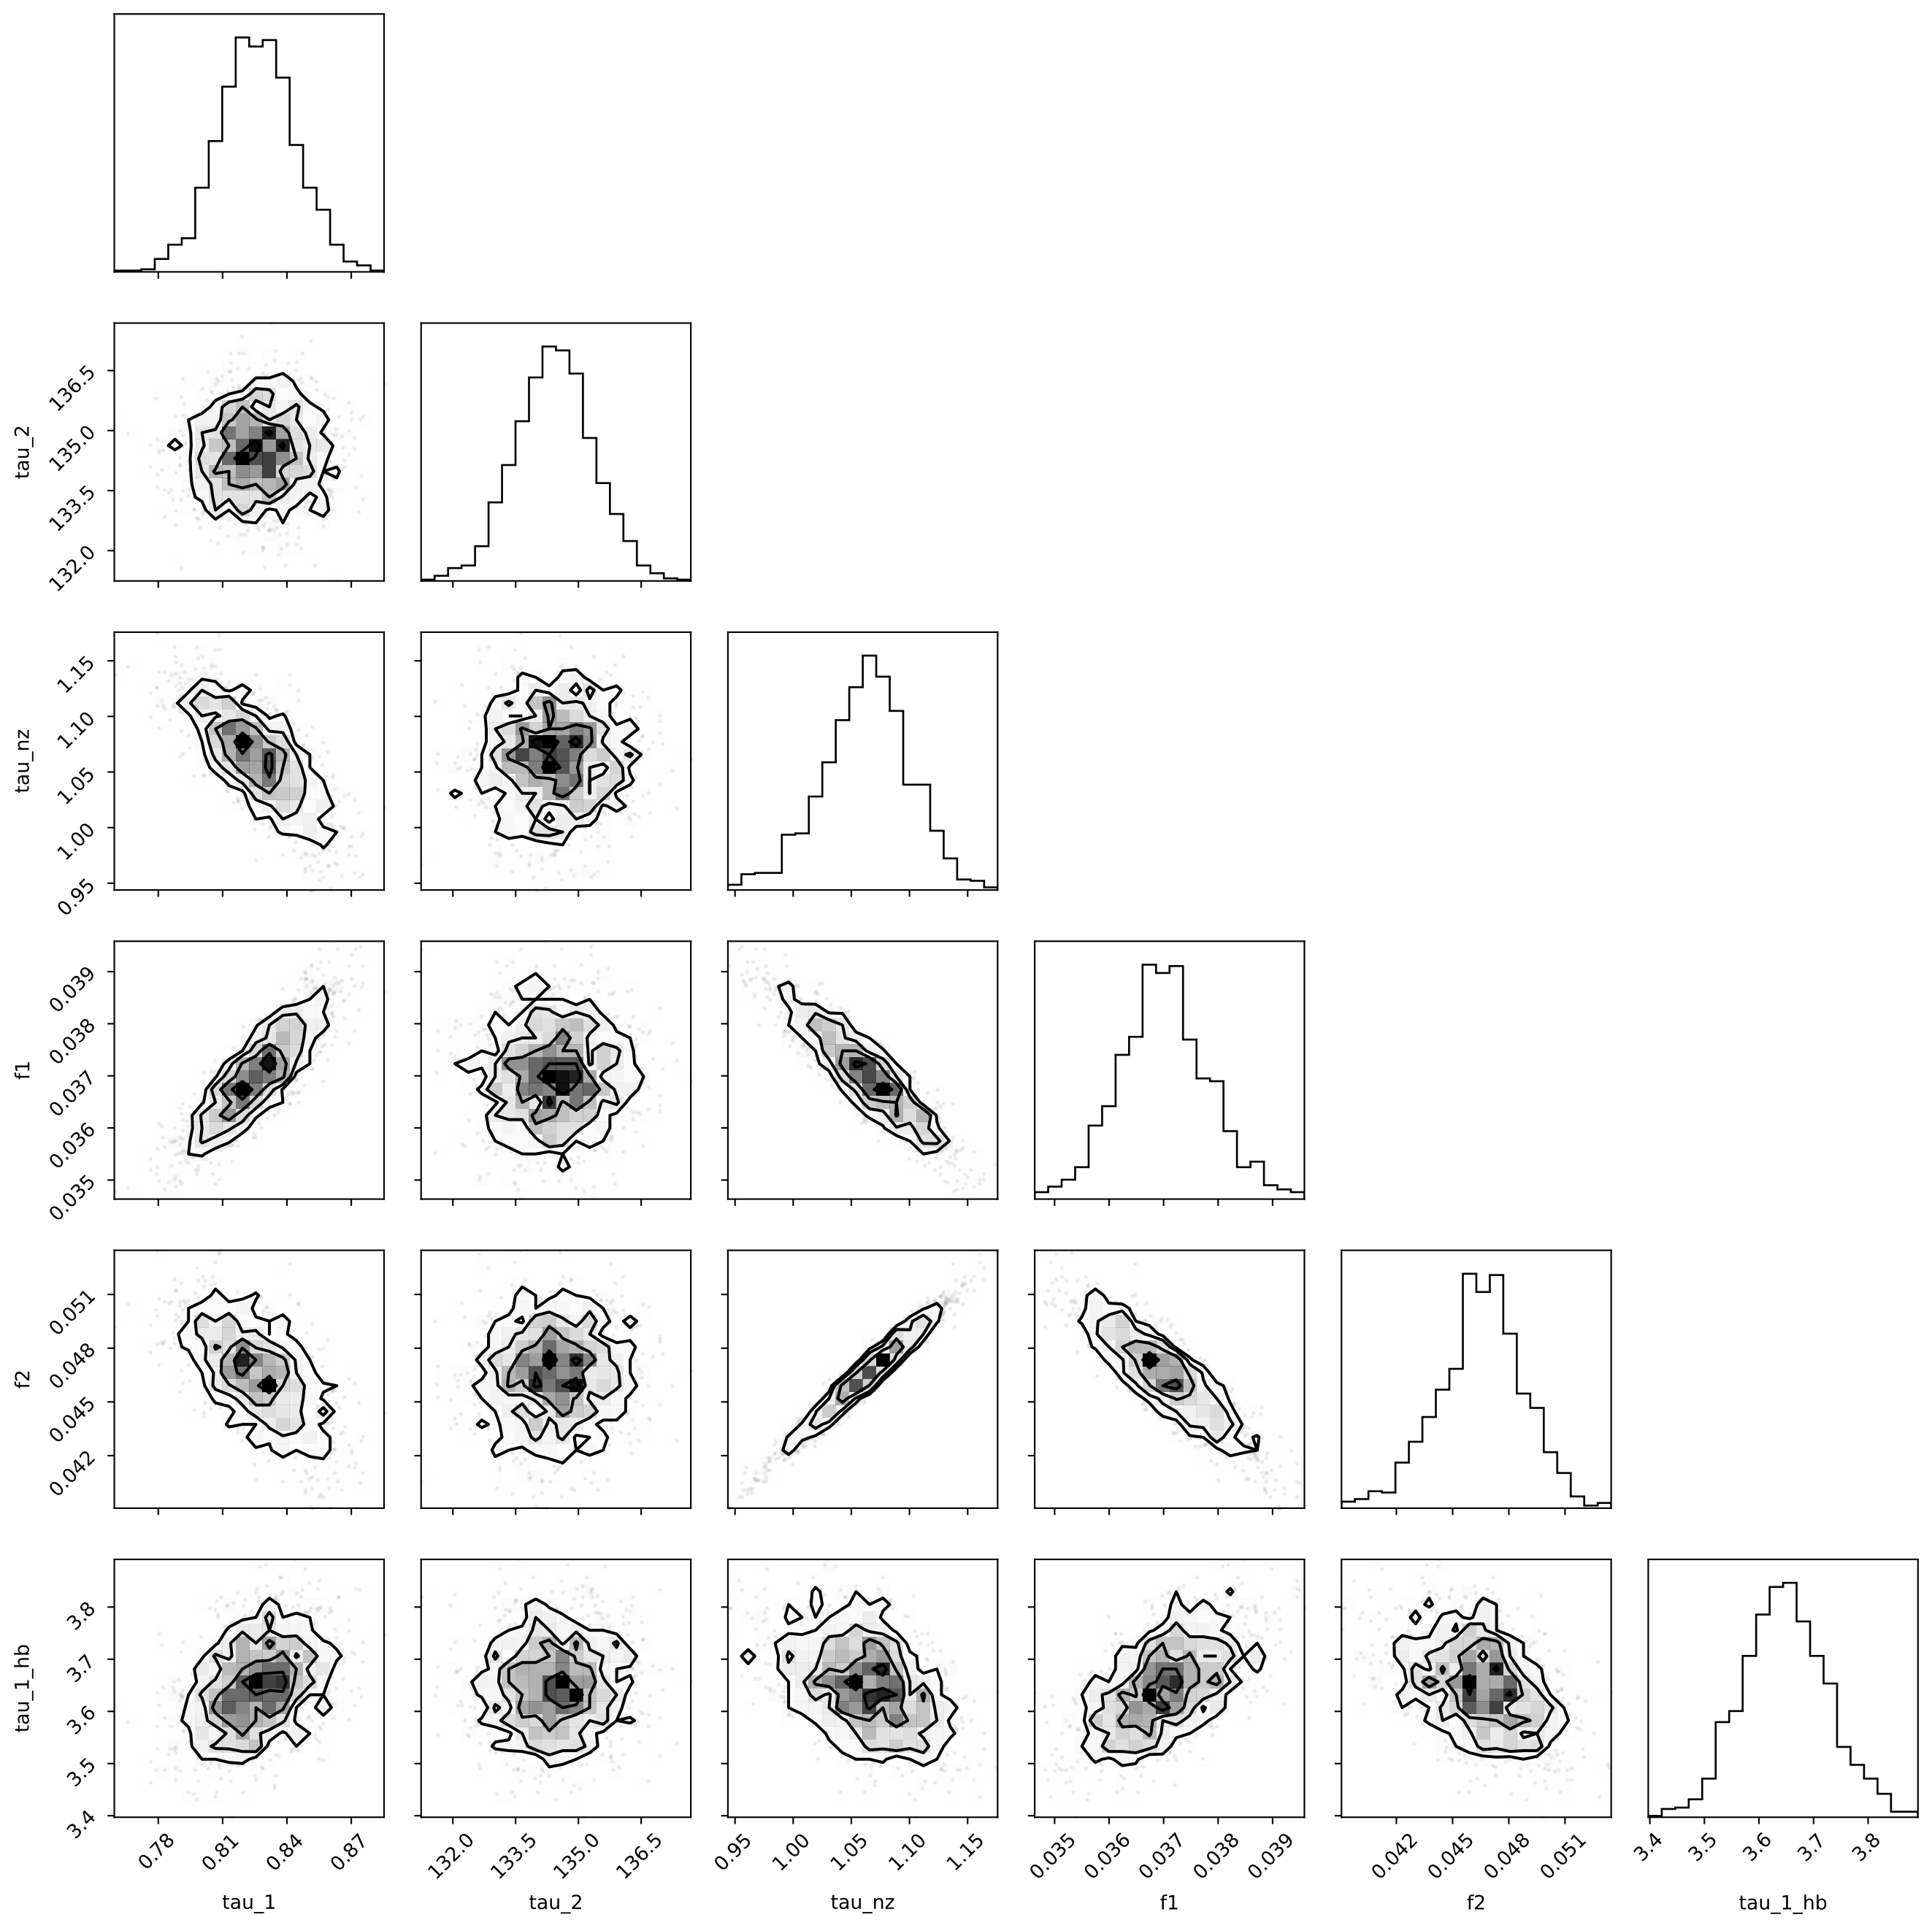 tau_2
136.5
135.0
133.5
132.0
tau_nz
1.15
1.10
1.05
1.00
0.95
f1
0.039
0.038
0.037
0.036
0.035
f2
0.051
0.048
0.045
0.042
tau_1_hb
3.8
3.7
3.6
3.5
3.4
0.78 0.81 0.84 0.87
132.0 133.5 135.0 136.5
0.95 1.00 1.05 1.10 1.15
0.035 0.036 0.037 0.038 0.039
0.042 0.045 0.048 0.051
3.4 3.5 3.6 3.7 3.8
tau_1 tau_2 tau_nz f1 f2 tau_1_hb